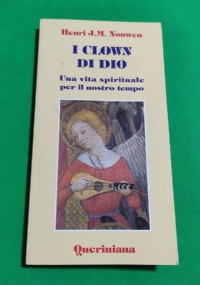 Henri J.M. Nouwen
I CLOWN
DI DIO
Una vita spirituale
per il nostro tempo
Queriniana